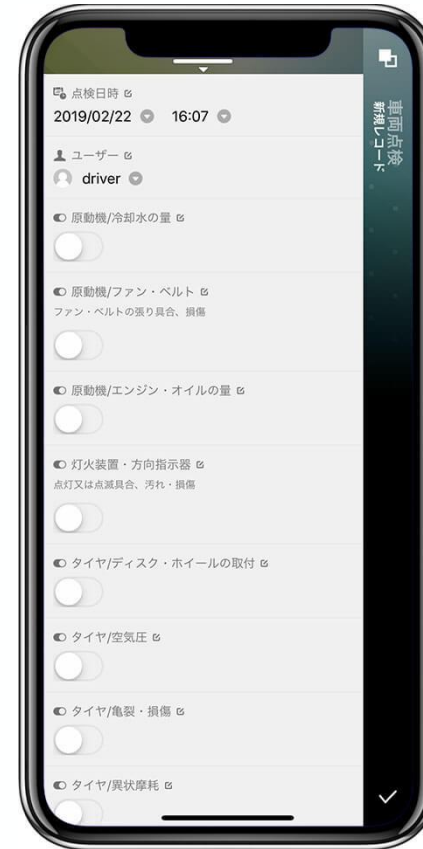 点検日時
2019/02/22 16:07
ユーザー
driver
原動機/冷却水の量
原動機/ファン・ベルト
ファン・ベルトの張り具合、損傷
原動機/エンジン・オイルの量
灯火装置・方向指示器
点灯又は点滅具合、汚れ・損傷
タイヤ/ディスク・ホイールの取付
タイヤ/空気圧
タイヤ/亀裂・損傷
タイヤ/異状摩耗
車両点検
新規レコード